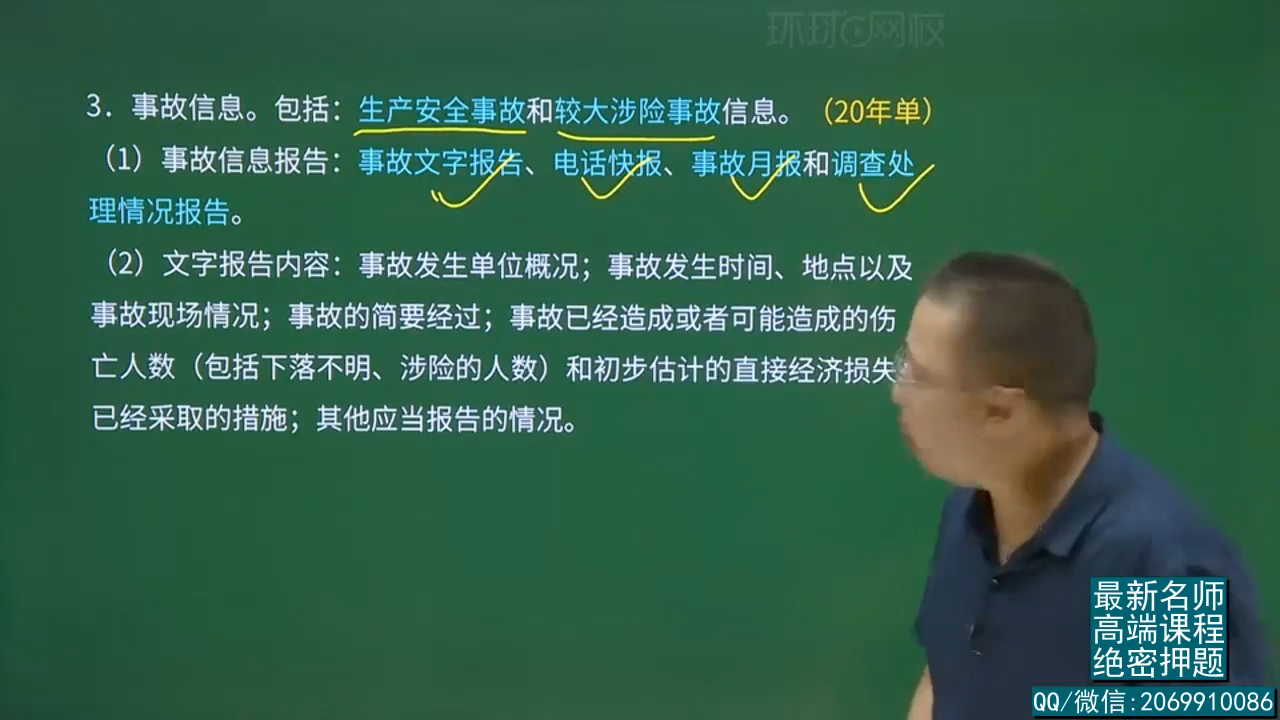 环球网校
3．事故信息。包括：生产安全事故和较大涉险事故信息。（20年单）
（1）事故信息报告：事故文字报告、电话快报、事故月报和调查处
理情况报告。
（2）文字报告内容：事故发生单位概况；事故发生时间、地点以及
事故现场情况；事故的简要经过；事故已经造成或者可能造成的伤
亡人数（包括下落不明、涉险的人数）和初步估计的直接经济损失
已经采取的措施；其他应当报告的情况。
最新名师
高端课程
绝密押题
QQ/微信:2069910086